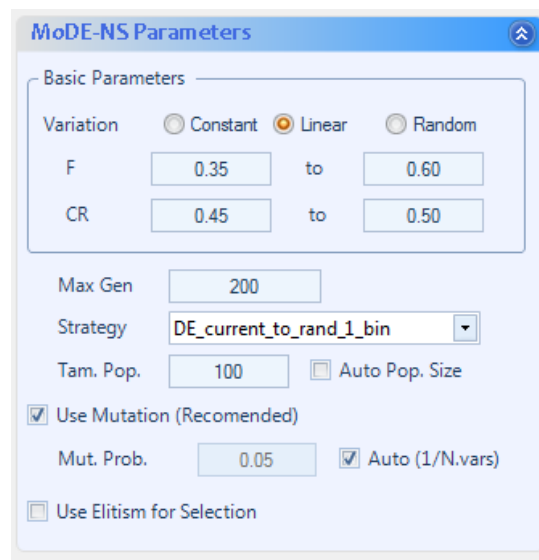 MoDE-NS Parameters
Basic Parameters
Variation Constant Linear Random
F 0.35 to 0.60
CR 0.45 to 0.50
Max Gen 200
Strategy DE_current_to_rand_1_bin
Tam. Pop. 100 Auto Pop. Size
Use Mutation (Recomended)
Mut. Prob. 0.05 Auto (1/N.vars)
Use Elitism for Selection